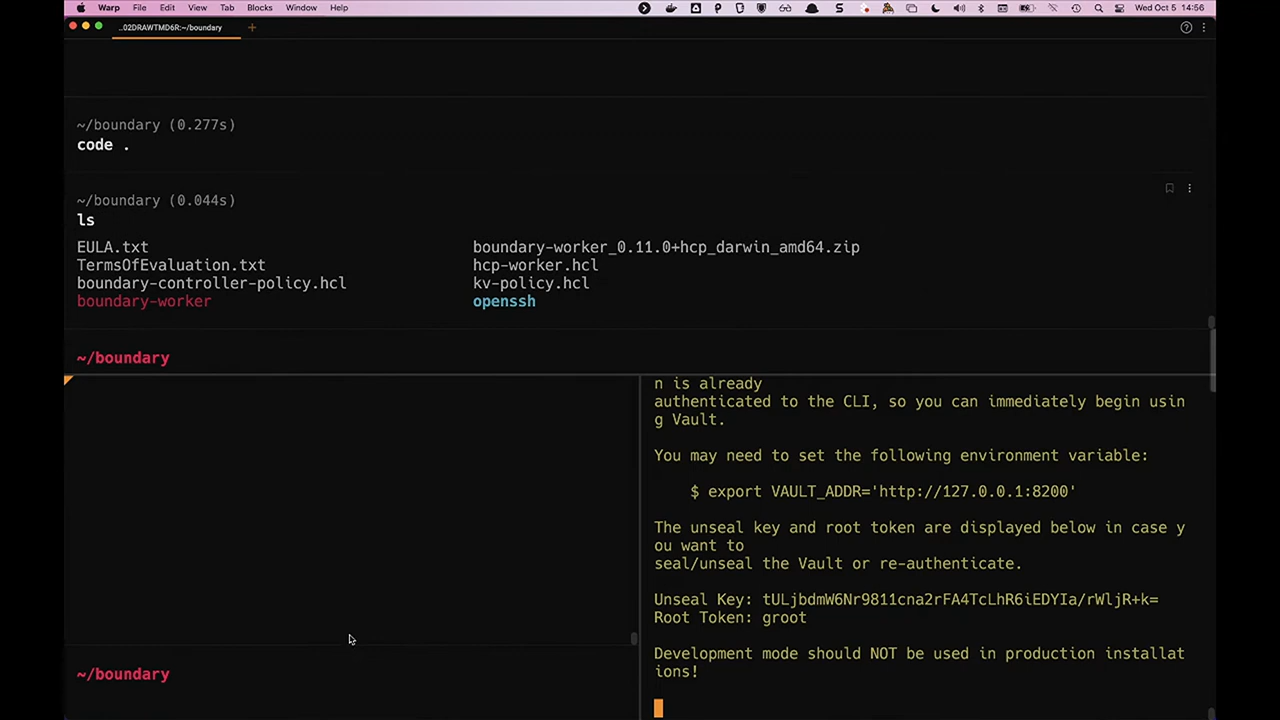 Warp File Edit View Tab Blocks Window Help Wed Oct 5 14:56
..02DRAWTMD6R:~/boundary +
~/boundary (0.277s)
code .
~/boundary (0.044s)
ls
EULA.txt boundary-worker_0.11.0+hcp_darwin_amd64.zip
TermsOfEvaluation.txt hcp-worker.hcl
boundary-controller-policy.hcl kv-policy.hcl
boundary-worker openssh
~/boundary
~/boundary
n is already
authenticated to the CLI, so you can immediately begin usin
g Vault.
You may need to set the following environment variable:
$ export VAULT_ADDR='http://127.0.0.1:8200'
The unseal key and root token are displayed below in case y
ou want to
seal/unseal the Vault or re-authenticate.
Unseal Key: tULjbdmW6Nr9811cna2rFA4TcLhR6iEDYIa/rWljR+k=
Root Token: groot
Development mode should NOT be used in production installat
ions!